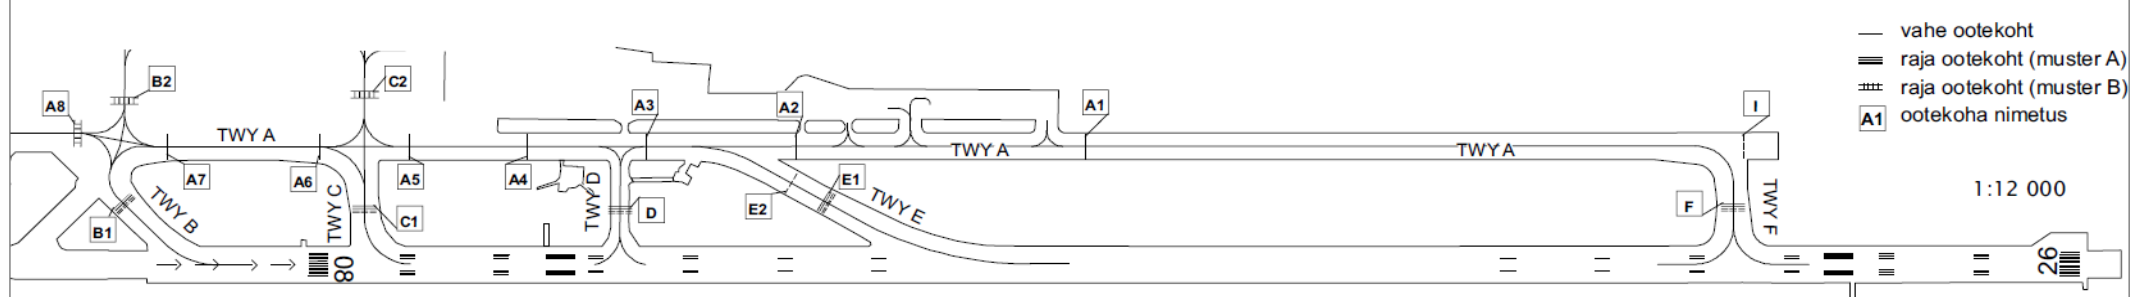 vahe ootekoht
raja ootekoht (muster A)
raja ootekoht (muster B)
A1 ootekoha nimetus
1:12 000
B2
C2
A8
A3
A2
A1
I
TWY A
TWY A
TWY A
A7
A6
A5
A4
E1
E2
TWY B
TWY C
TWY D
TWY E
TWY F
B1
C1
D
F
08
26